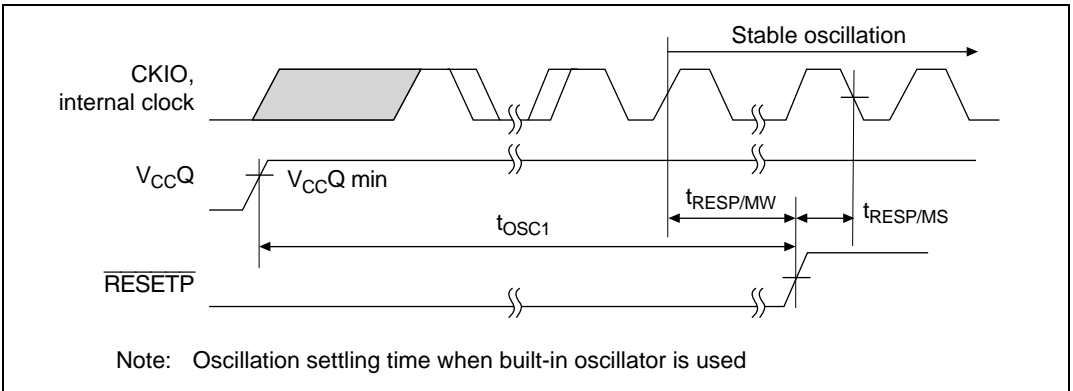 Stable oscillation
CKIO,
internal clock
VCCQ
VCCQ min
tRESP/MW
tRESP/MS
tOSC1
RESETP
Note: Oscillation settling time when built-in oscillator is used